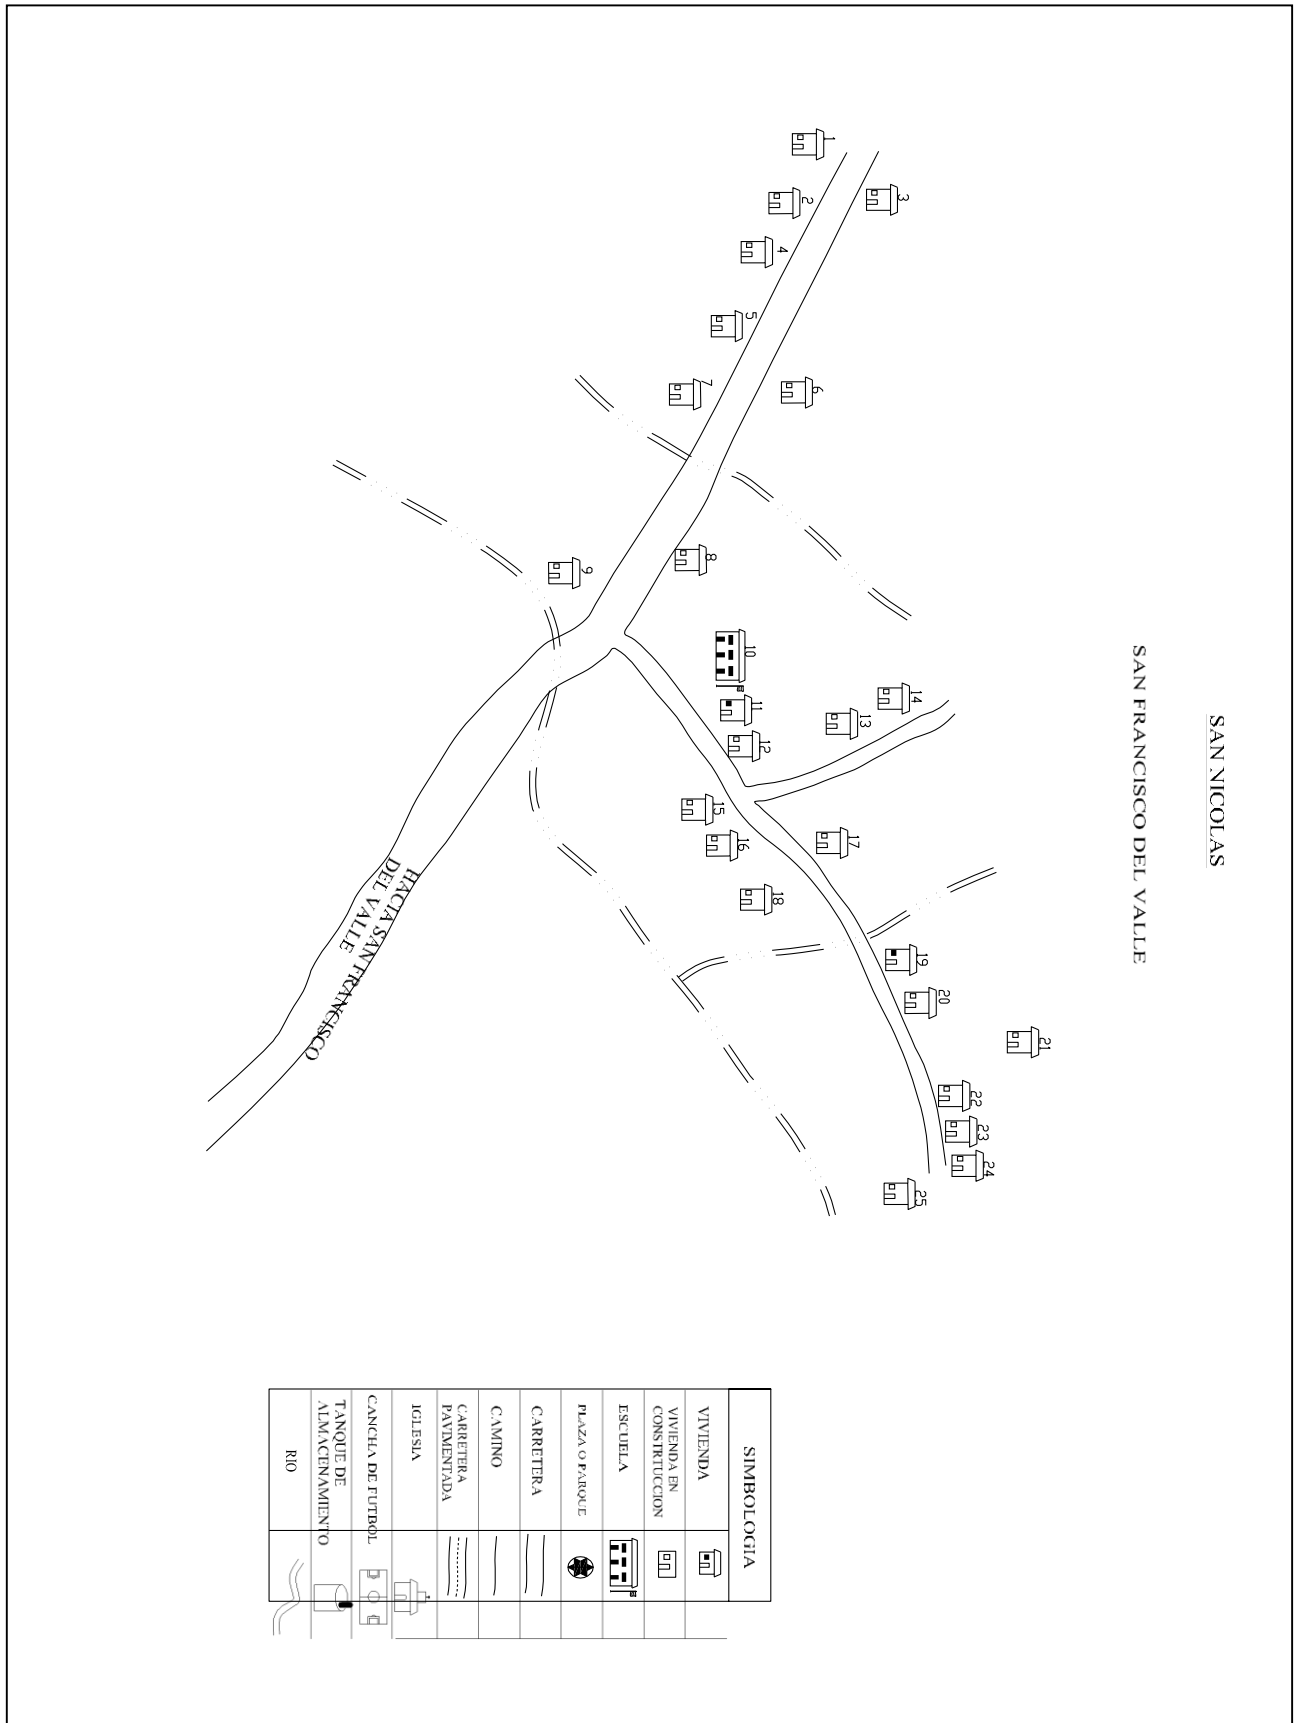 SAN NICOLAS
SAN FRANCISCO DEL VALLE
1
2
3
4
5
6
7
8
9
10
11
12
13
14
15
16
17
18
19
20
21
22
23
24
25
HACIA SAN FRANCISCO
DEL VALLE
SIMBOLOGIA
VIVIENDA
VIVIENDA EN
CONSTRTUCCION
ESCUELA
PLAZA O PARQUE
CARRETERA
CAMINO
CARRETERA
PAVIMENTADA
IGLESIA
CANCHA DE FUTBOL
TANQUE DE
ALMACENAMIENTO
RIO